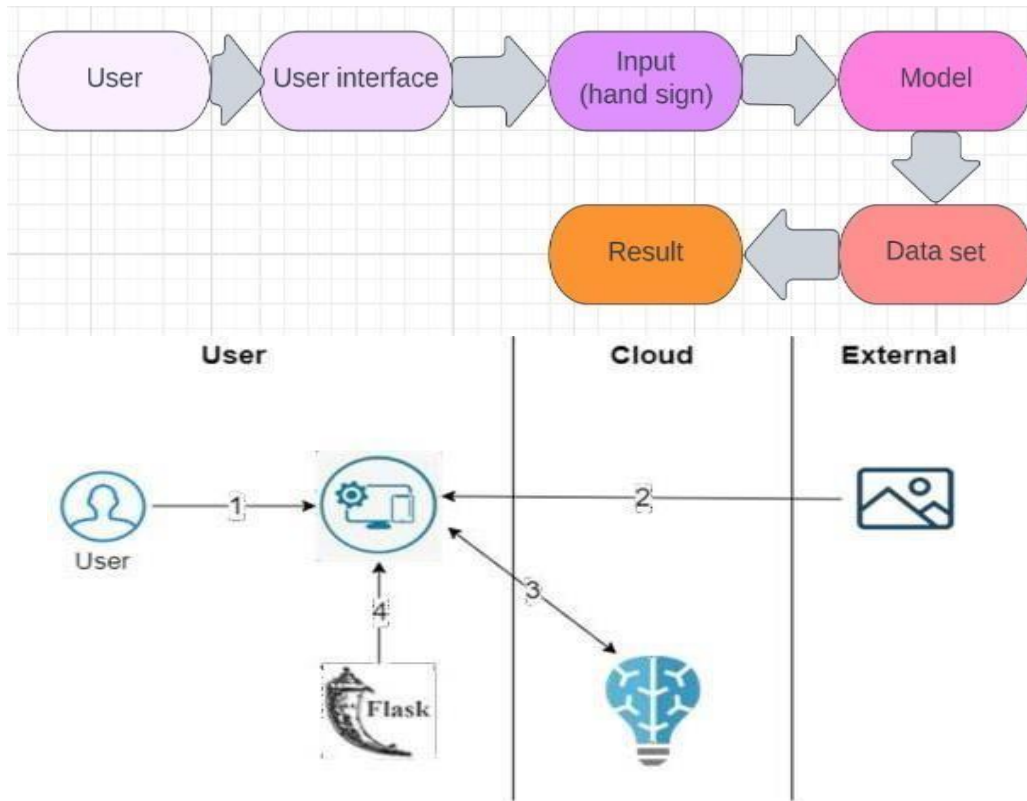 User
User interface
Input
(hand sign)
Model
Result
Data set
User
Cloud
External
1
2
User
3
4
Flask